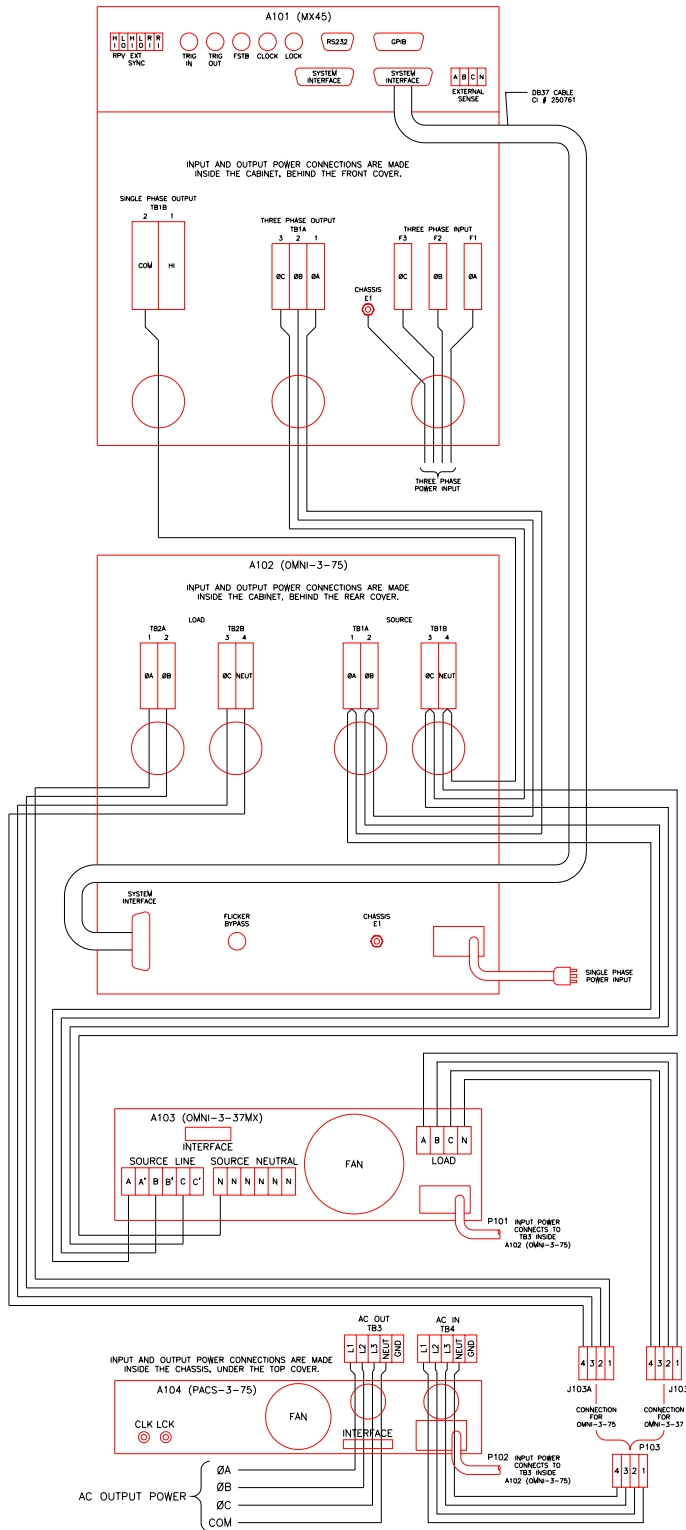 A101 (MX45)
HI LO HI LO RI RI
RPV EXT SYNC
TRIG IN
TRIG OUT
FSTB
CLOCK
LOCK
RS232
GPIB
SYSTEM INTERFACE
SYSTEM INTERFACE
A B C N
EXTERNAL SENSE
DB37 CABLE
CI # 250761
INPUT AND OUTPUT POWER CONNECTIONS ARE MADE
INSIDE THE CABINET, BEHIND THE FRONT COVER.
SINGLE PHASE OUTPUT
TB1B
2 1
COM HI
THREE PHASE OUTPUT
TB1A
3 2 1
ØC ØB ØA
CHASSIS
E1
THREE PHASE INPUT
F3 F2 F1
ØC ØB ØA
THREE PHASE
POWER INPUT
A102 (OMNI-3-75)
INPUT AND OUTPUT POWER CONNECTIONS ARE MADE
INSIDE THE CABINET, BEHIND THE REAR COVER.
LOAD
SOURCE
TB2A
1 2
ØA ØB
TB2B
3 4
ØC NEUT
TB1A
1 2
ØA ØB
TB1B
3 4
ØC NEUT
SYSTEM
INTERFACE
FLICKER
BYPASS
CHASSIS
E1
SINGLE PHASE
POWER INPUT
A103 (OMNI-3-37MX)
INTERFACE
SOURCE LINE
A A' B B' C C'
SOURCE NEUTRAL
N N N N N N
FAN
A B C N
LOAD
P101
INPUT POWER
CONNECTS TO
TB3 INSIDE
A102 (OMNI-3-75)
AC OUT
TB3
L1 L2 L3 NEUT GND
AC IN
TB4
L1 L2 L3 NEUT GND
INPUT AND OUTPUT POWER CONNECTIONS ARE MADE
INSIDE THE CHASSIS, UNDER THE TOP COVER.
A104 (PACS-3-75)
CLK LCK
FAN
INTERFACE
P102
INPUT POWER
CONNECTS TO
TB3 INSIDE
A102 (OMNI-3-75)
4 3 2 1
J103A
CONNECTION
FOR
OMNI-3-75
4 3 2 1
J103
CONNECTION
FOR
OMNI-3-37
P103
4 3 2 1
AC OUTPUT POWER
ØA
ØB
ØC
COM